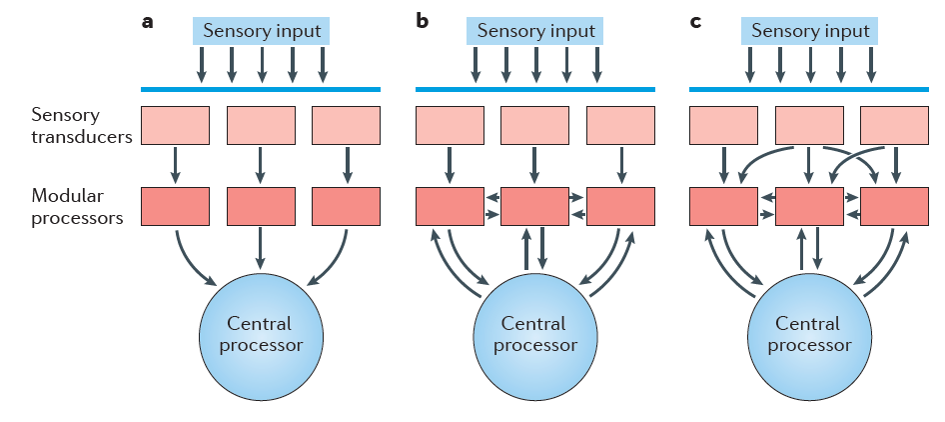 a
Sensory input
b
Sensory input
c
Sensory input
Sensory
transducers
Modular
processors
Central
processor
Central
processor
Central
processor